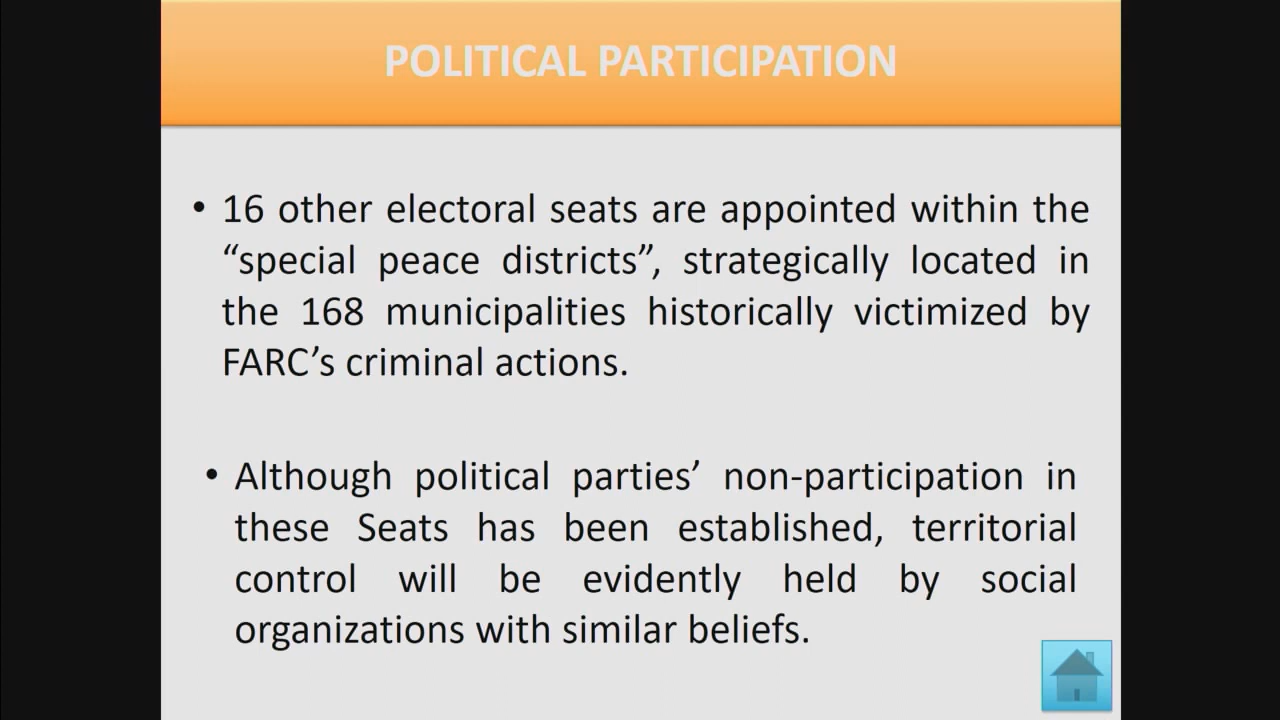 POLITICAL PARTICIPATION
• 16 other electoral seats are appointed within the
“special peace districts”, strategically located in
the 168 municipalities historically victimized by
FARC’s criminal actions.
• Although political parties’ non-participation in
these Seats has been established, territorial
control will be evidently held by social
organizations with similar beliefs.